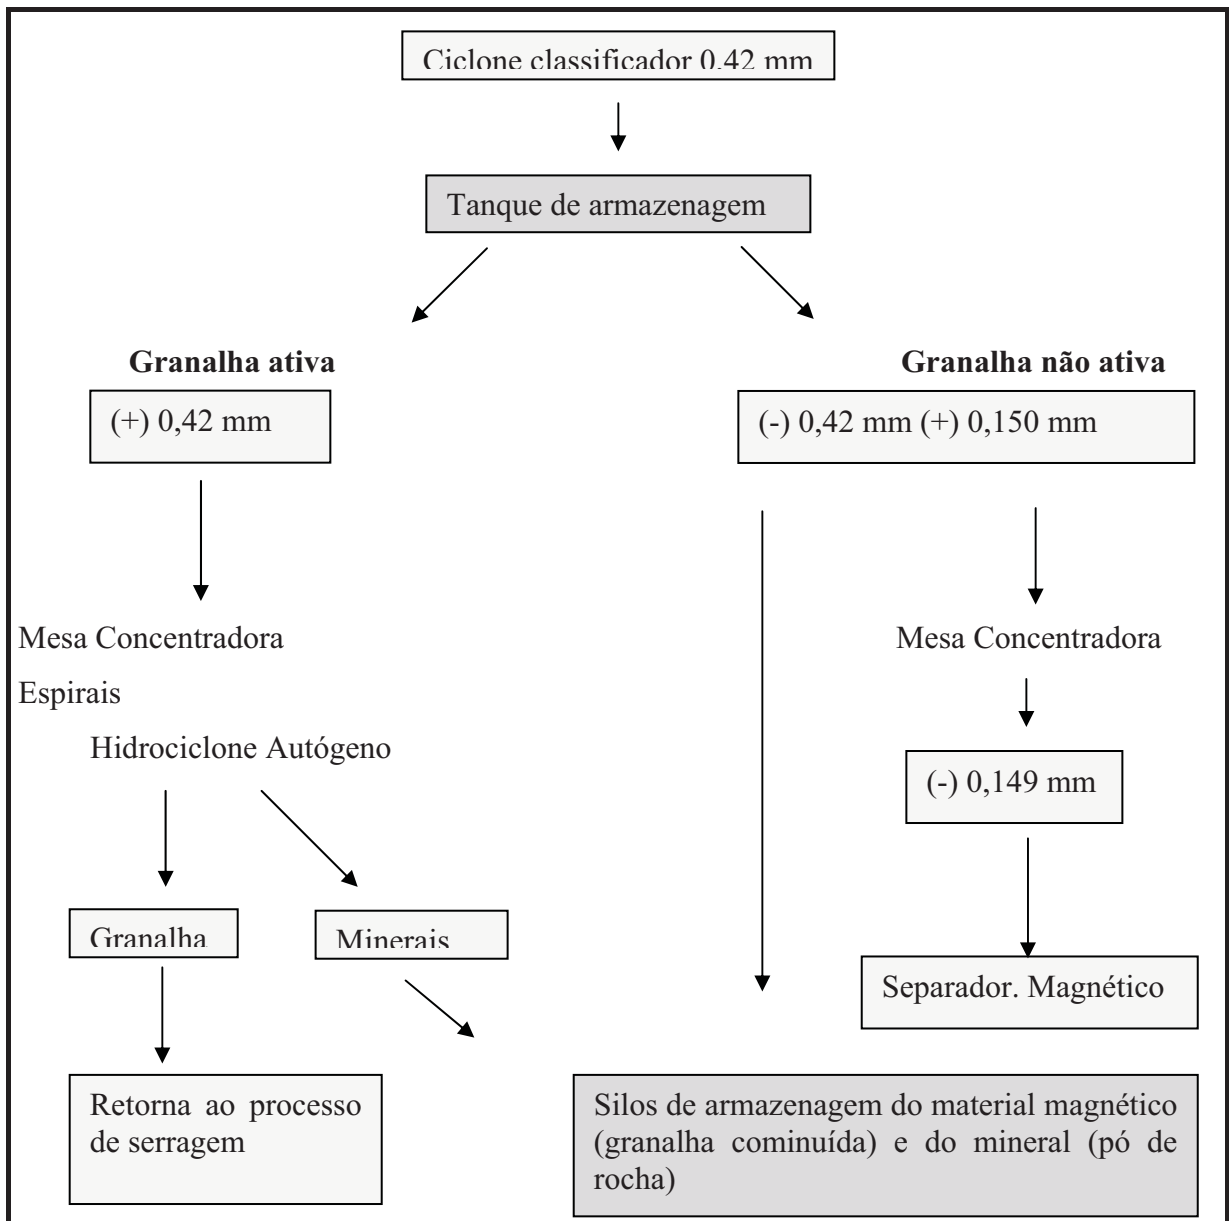 Ciclone classificador 0,42 mm
Tanque de armazenagem
Granalha ativa
Granalha não ativa
(+) 0,42 mm
(-) 0,42 mm (+) 0,150 mm
Mesa Concentradora
Mesa Concentradora
Espirais
Hidrociclone Autógeno
(-) 0,149 mm
Granalha
Minerais
Separador. Magnético
Retorna ao processo
de serragem
Silos de armazenagem do material magnético
(granalha cominuída) e do mineral (pó de
rocha)